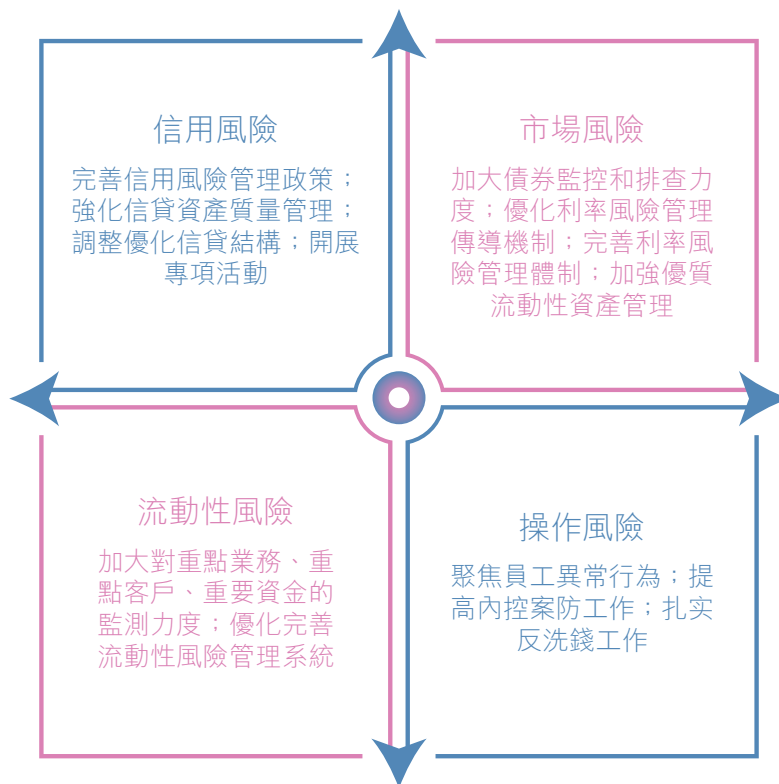 信用風險
完善信用風險管理政策；
強化信貸資產質量管理；
調整優化信貸結構；開展
專項活動
市場風險
加大債券監控和排查力
度；優化利率風險管理
傳導機制；完善利率風
險管理體制；加強優質
流動性資產管理
流動性風險
加大對重點業務、重
點客戶、重要資金的
監測力度；優化完善
流動性風險管理系統
操作風險
聚焦員工異常行為；提
高內控案防工作；扎实
反洗錢工作